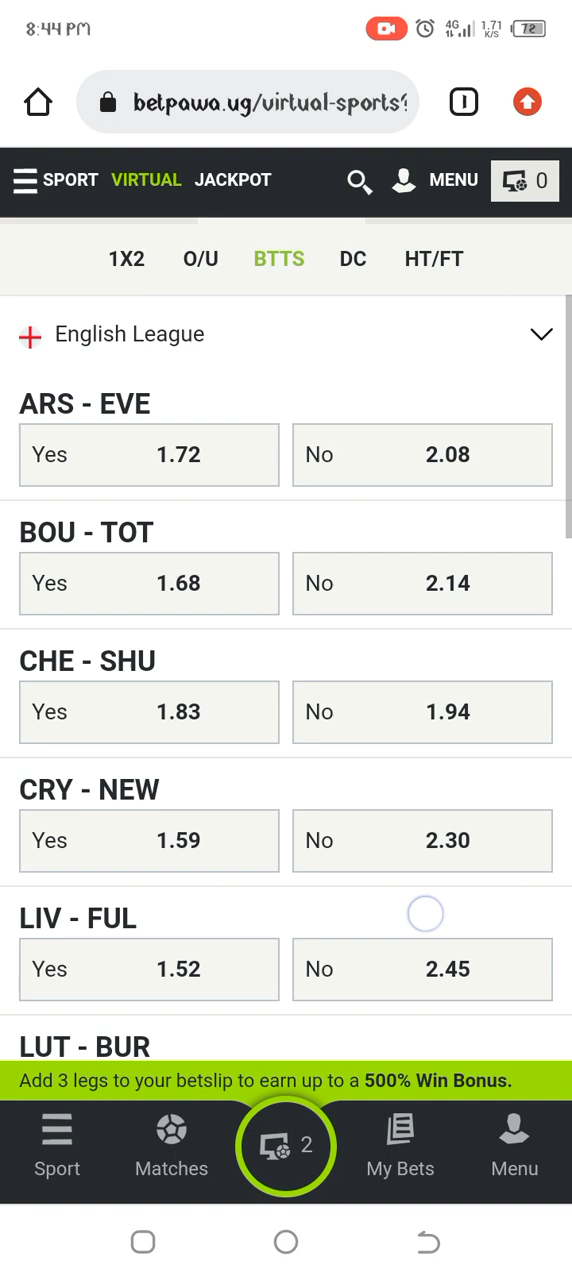 8:44 PM 4G 1.71 K/S 72
betpawa.ug/virtual-sports?
SPORT VIRTUAL JACKPOT MENU 0
1X2 O/U BTTS DC HT/FT
English League
ARS - EVE
Yes 1.72 No 2.08
BOU - TOT
Yes 1.68 No 2.14
CHE - SHU
Yes 1.83 No 1.94
CRY - NEW
Yes 1.59 No 2.30
LIV - FUL
Yes 1.52 No 2.45
LUT - BUR
Add 3 legs to your betslip to earn up to a 500% Win Bonus.
2
Sport Matches My Bets Menu